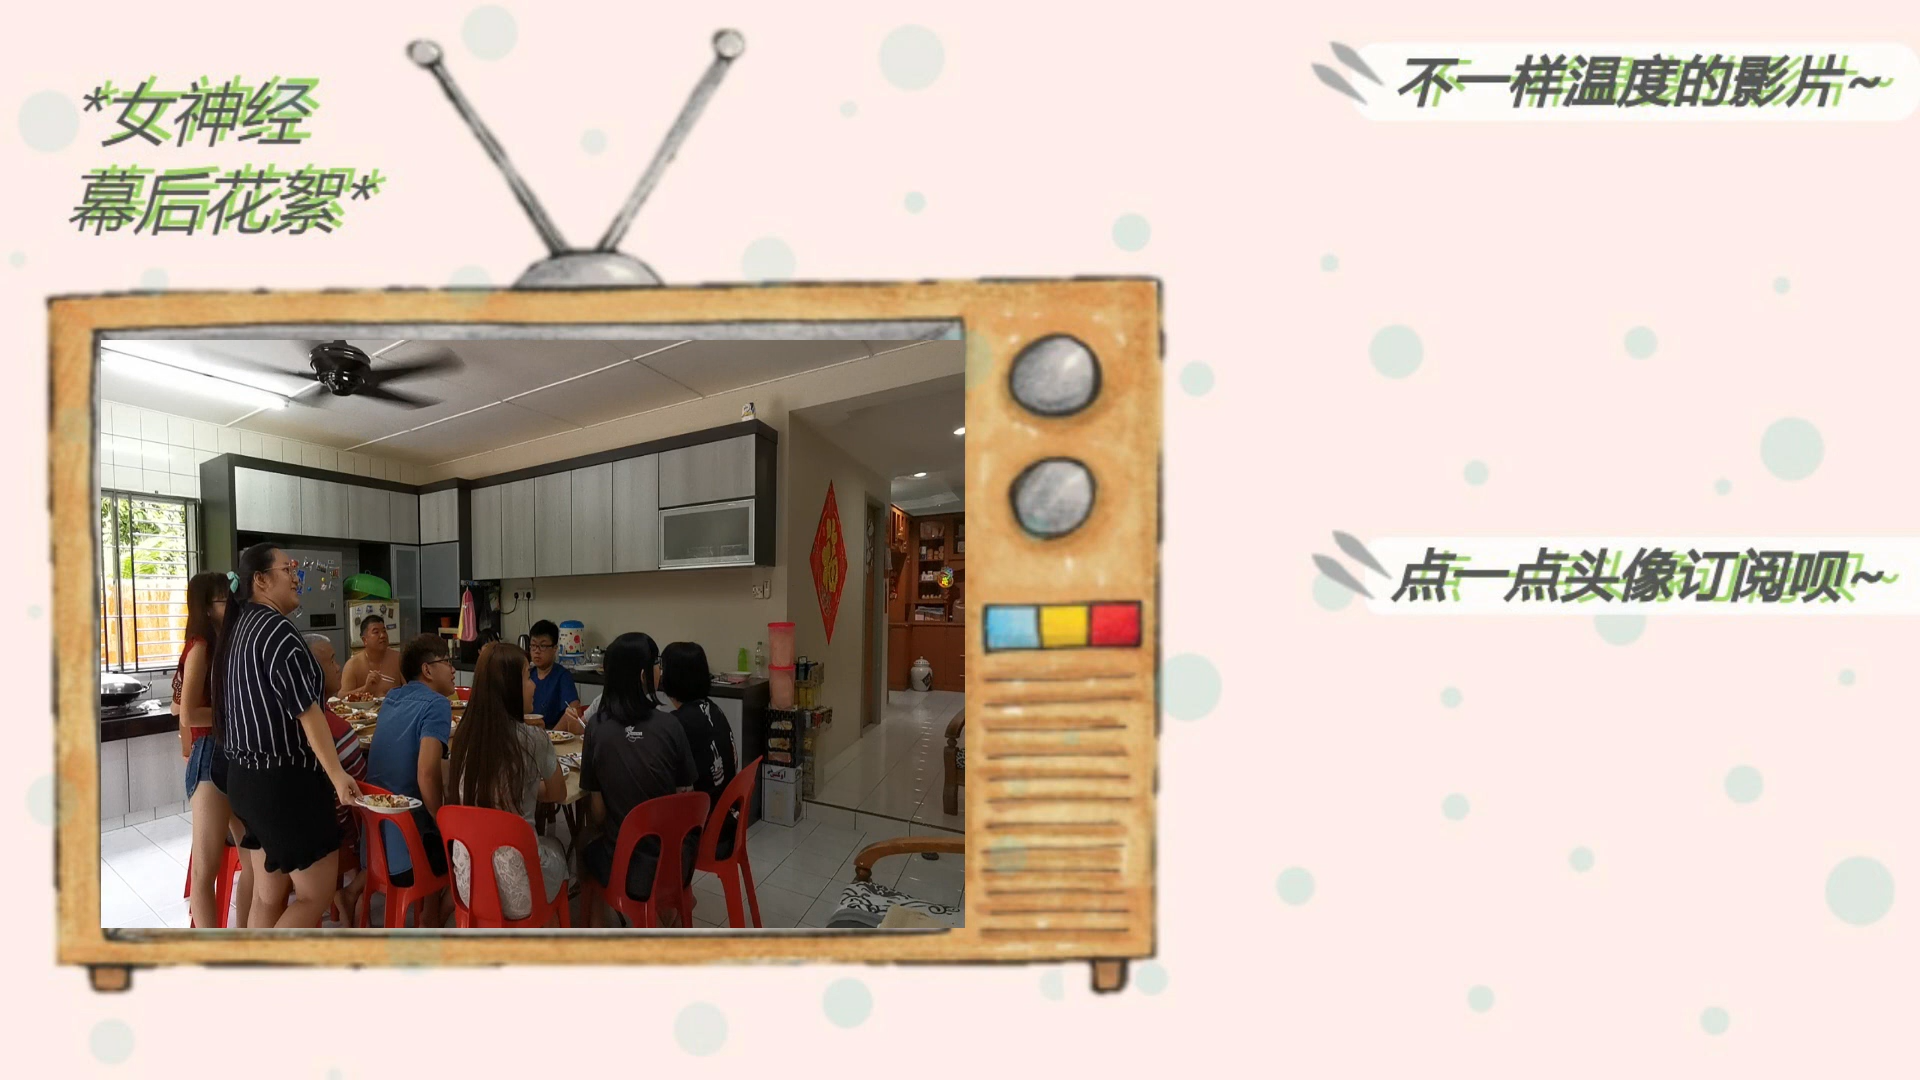 *女神经
幕后花絮*
不一样温度的影片~
点一点头像订阅呗~
福